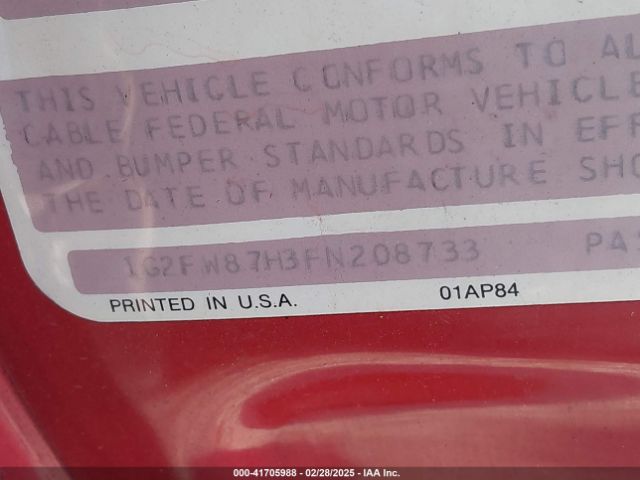 THIS VEHICLE CONFORMS TO AL
CABLE FEDERAL MOTOR VEHICLE
AND BUMPER STANDARDS IN EFF
THE DATE OF MANUFACTURE SHO
1G2FW87H3FN208733 PAS
PRINTED IN U.S.A. 01AP84
000-41705988 - 02/28/2025 - IAA Inc.